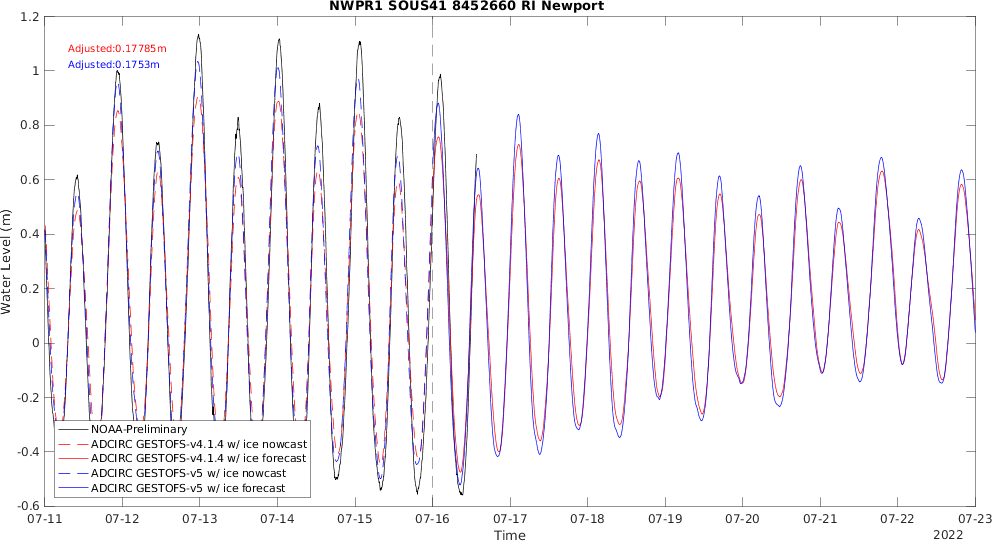 NWPR1 SOUS41 8452660 RI Newport
1.2
1
0.8
0.6
0.4
0.2
0
-0.2
-0.4
-0.6
Water Level (m)
Adjusted:0.17785m
Adjusted:0.1753m
NOAA-Preliminary
ADCIRC GESTOFS-v4.1.4 w/ ice nowcast
ADCIRC GESTOFS-v4.1.4 w/ ice forecast
ADCIRC GESTOFS-v5 w/ ice nowcast
ADCIRC GESTOFS-v5 w/ ice forecast
07-11 07-12 07-13 07-14 07-15 07-16 07-17 07-18 07-19 07-20 07-21 07-22 07-23
Time
2022